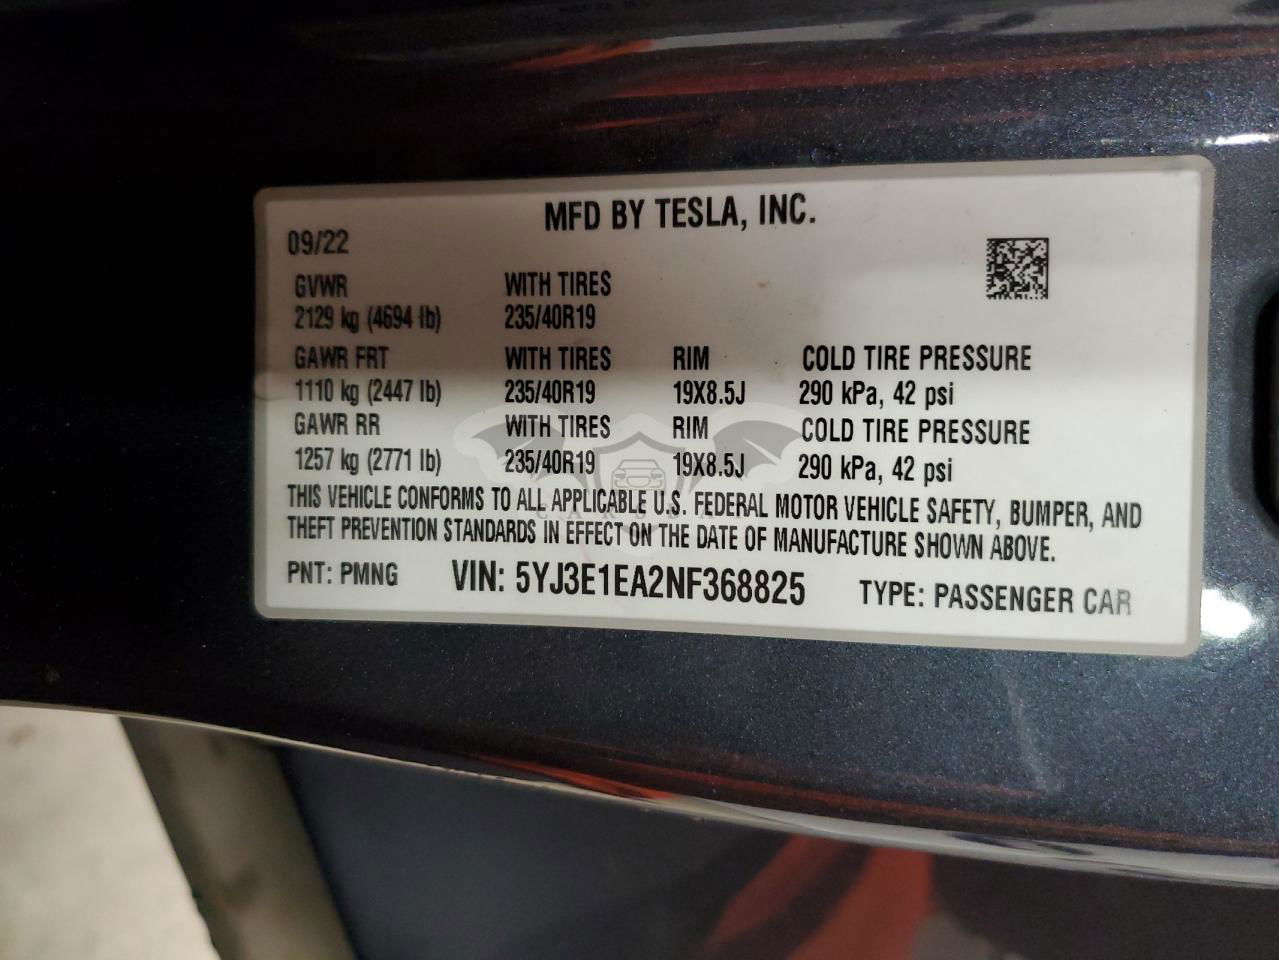 MFD BY TESLA, INC.
09/22
GVWR WITH TIRES
2129 kg (4694 lb) 235/40R19
GAWR FRT WITH TIRES RIM COLD TIRE PRESSURE
1110 kg (2447 lb) 235/40R19 19X8.5J 290 kPa, 42 psi
GAWR RR WITH TIRES RIM COLD TIRE PRESSURE
1257 kg (2771 lb) 235/40R19 19X8.5J 290 kPa, 42 psi
THIS VEHICLE CONFORMS TO ALL APPLICABLE U.S. FEDERAL MOTOR VEHICLE SAFETY, BUMPER, AND
THEFT PREVENTION STANDARDS IN EFFECT ON THE DATE OF MANUFACTURE SHOWN ABOVE.
PNT: PMNG VIN: 5YJ3E1EA2NF368825 TYPE: PASSENGER CAR